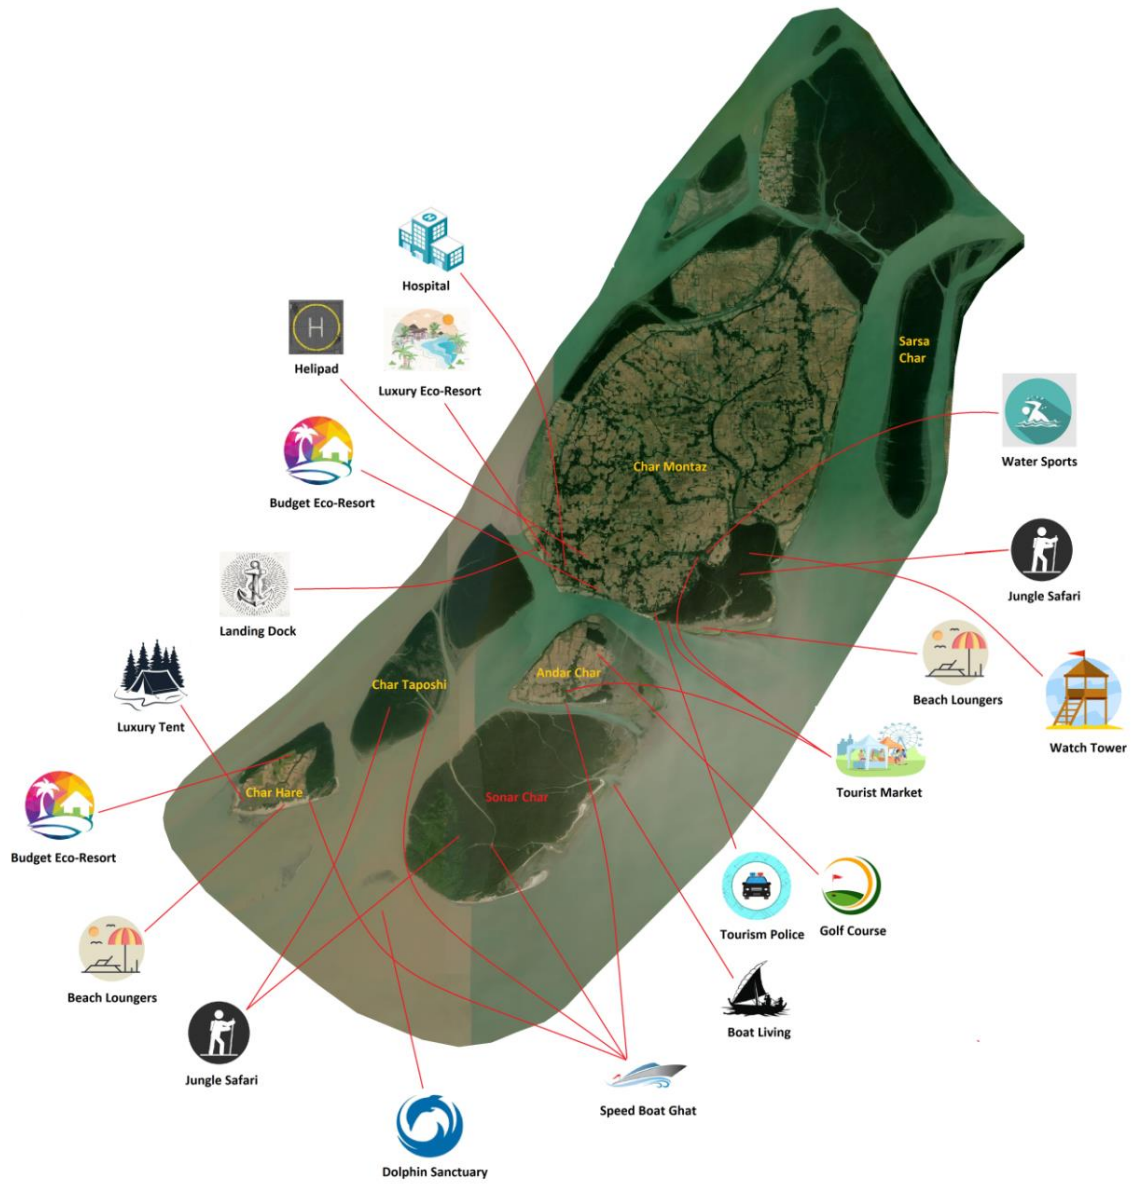 Hospital
H
Helipad
Luxury Eco-Resort
Sarsa
Char
Char Montaz
Water Sports
Budget Eco-Resort
Jungle Safari
Landing Dock
Beach Loungers
Andar Char
Char Taposhi
Luxury Tent
Watch Tower
Tourist Market
Char Hare
Sonar Char
Budget Eco-Resort
Tourism Police
Golf Course
Beach Loungers
Boat Living
Jungle Safari
Speed Boat Ghat
Dolphin Sanctuary